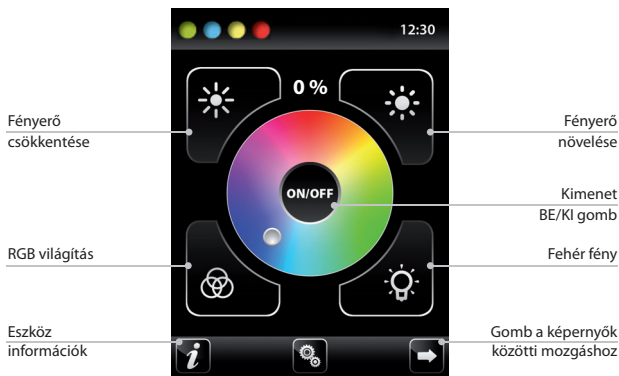 12:30
0 %
Fényerő
csökkentése
Fényerő
növelése
ON/OFF
Kimenet
BE/KI gomb
RGB világítás
Fehér fény
Eszköz
információk
i
Gomb a képernyők
közötti mozgáshoz